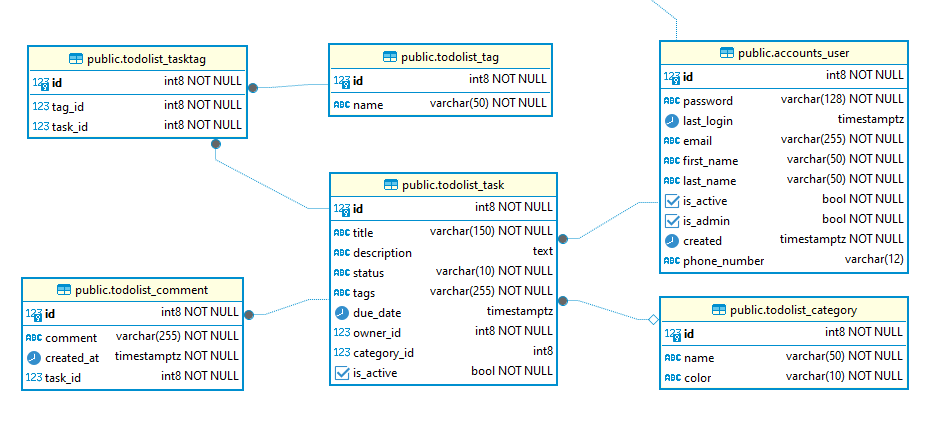 public.todolist_tasktag
123 id int8 NOT NULL
123 tag_id int8 NOT NULL
123 task_id int8 NOT NULL
public.todolist_tag
123 id int8 NOT NULL
ABC name varchar(50) NOT NULL
public.accounts_user
123 id int8 NOT NULL
ABC password varchar(128) NOT NULL
last_login timestamptz
ABC email varchar(255) NOT NULL
ABC first_name varchar(50) NOT NULL
ABC last_name varchar(50) NOT NULL
is_active bool NOT NULL
is_admin bool NOT NULL
created timestamptz NOT NULL
ABC phone_number varchar(12)
public.todolist_task
123 id int8 NOT NULL
ABC title varchar(150) NOT NULL
ABC description text
ABC status varchar(10) NOT NULL
ABC tags varchar(255) NOT NULL
due_date timestamptz
123 owner_id int8 NOT NULL
123 category_id int8
is_active bool NOT NULL
public.todolist_comment
123 id int8 NOT NULL
ABC comment varchar(255) NOT NULL
created_at timestamptz NOT NULL
123 task_id int8 NOT NULL
public.todolist_category
123 id int8 NOT NULL
ABC name varchar(50) NOT NULL
ABC color varchar(10) NOT NULL